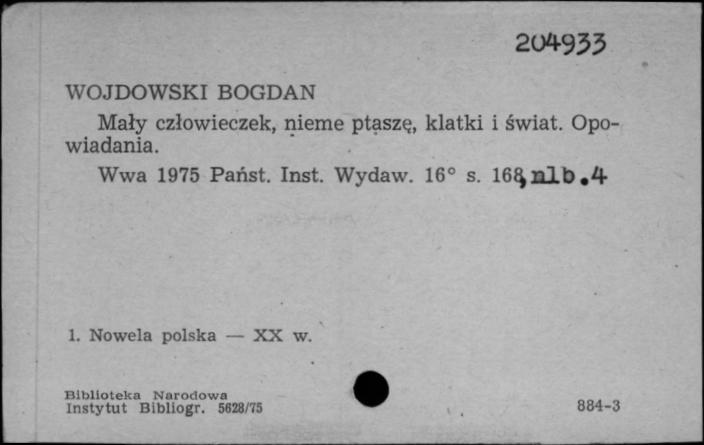 204933
WOJDOWSKI BOGDAN
Mały człowieczek, nieme ptaszę, klatki i świat. Opo-
wiadania.
Wwa 1975 Państ. Inst. Wydaw. 16° s. 168, nlb.4
1. Nowela polska — XX w.
Biblioteka Narodowa
Instytut Bibliogr. 5628/75
884-3